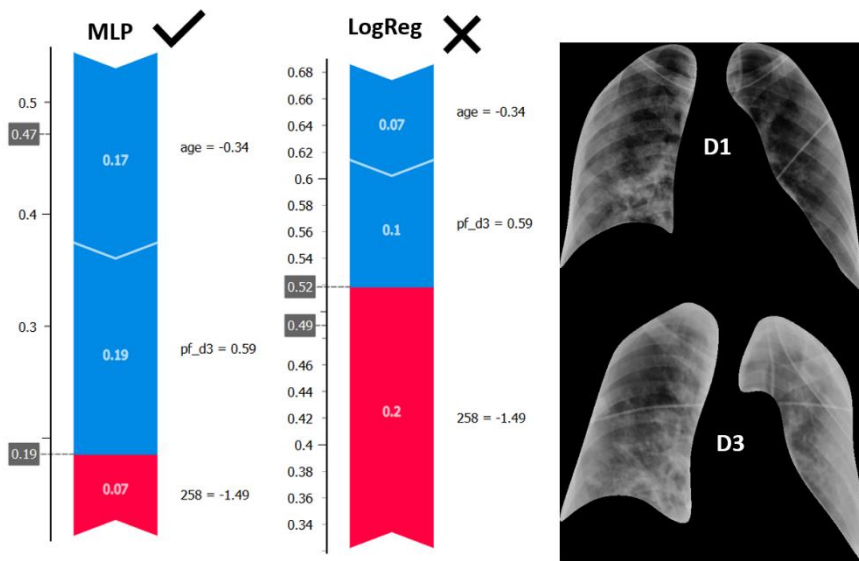 MLP
0.5
0.47
0.4
0.3
0.19
0.17
0.19
0.07
age = -0.34
pf_d3 = 0.59
258 = -1.49
LogReg
0.68
0.66
0.64
0.62
0.6
0.58
0.56
0.54
0.52
0.49
0.46
0.44
0.42
0.4
0.38
0.36
0.34
0.07
0.1
0.2
age = -0.34
pf_d3 = 0.59
258 = -1.49
D1
D3